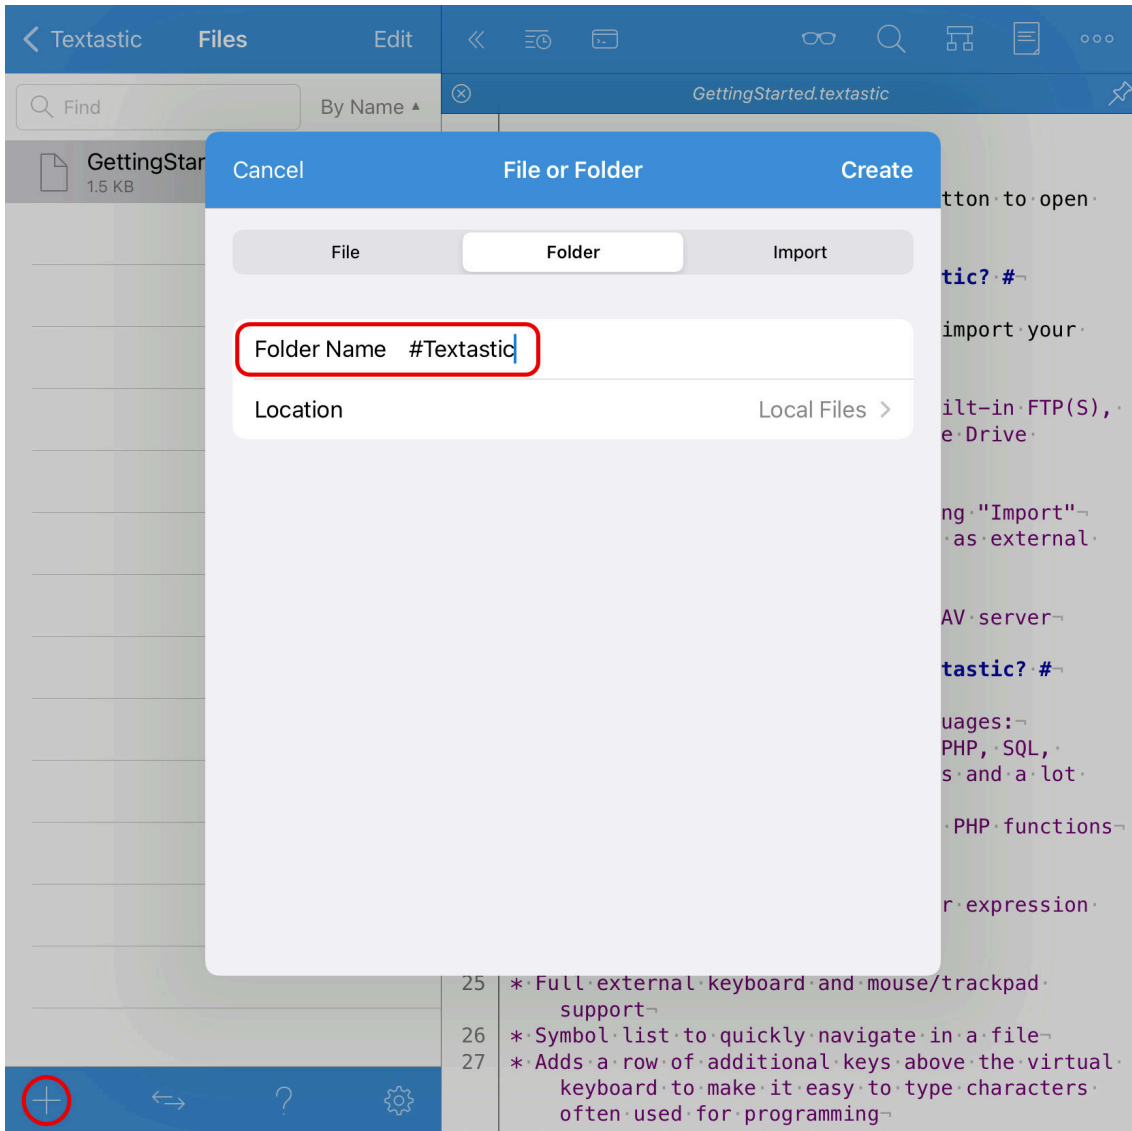 Textastic Files Edit
Find By Name ▲
GettingStarted.textastic
GettingStar
1.5 KB
Cancel File or Folder Create
File Folder Import
Folder Name #Textastic
Location Local Files
tton·to·open·
tic?·#¬
import·your·
ilt-in·FTP(S),·
e·Drive·
ng·"Import"¬
·as·external·
AV·server¬
tastic?·#¬
uages:¬
PHP,·SQL,·
s·and·a·lot·
·PHP·functions¬
r·expression·
25 *·Full·external·keyboard·and·mouse/trackpad·
support¬
26 *·Symbol·list·to·quickly·navigate·in·a·file¬
27 *·Adds·a·row·of·additional·keys·above·the·virtual·
keyboard·to·make·it·easy·to·type·characters·
often·used·for·programming¬